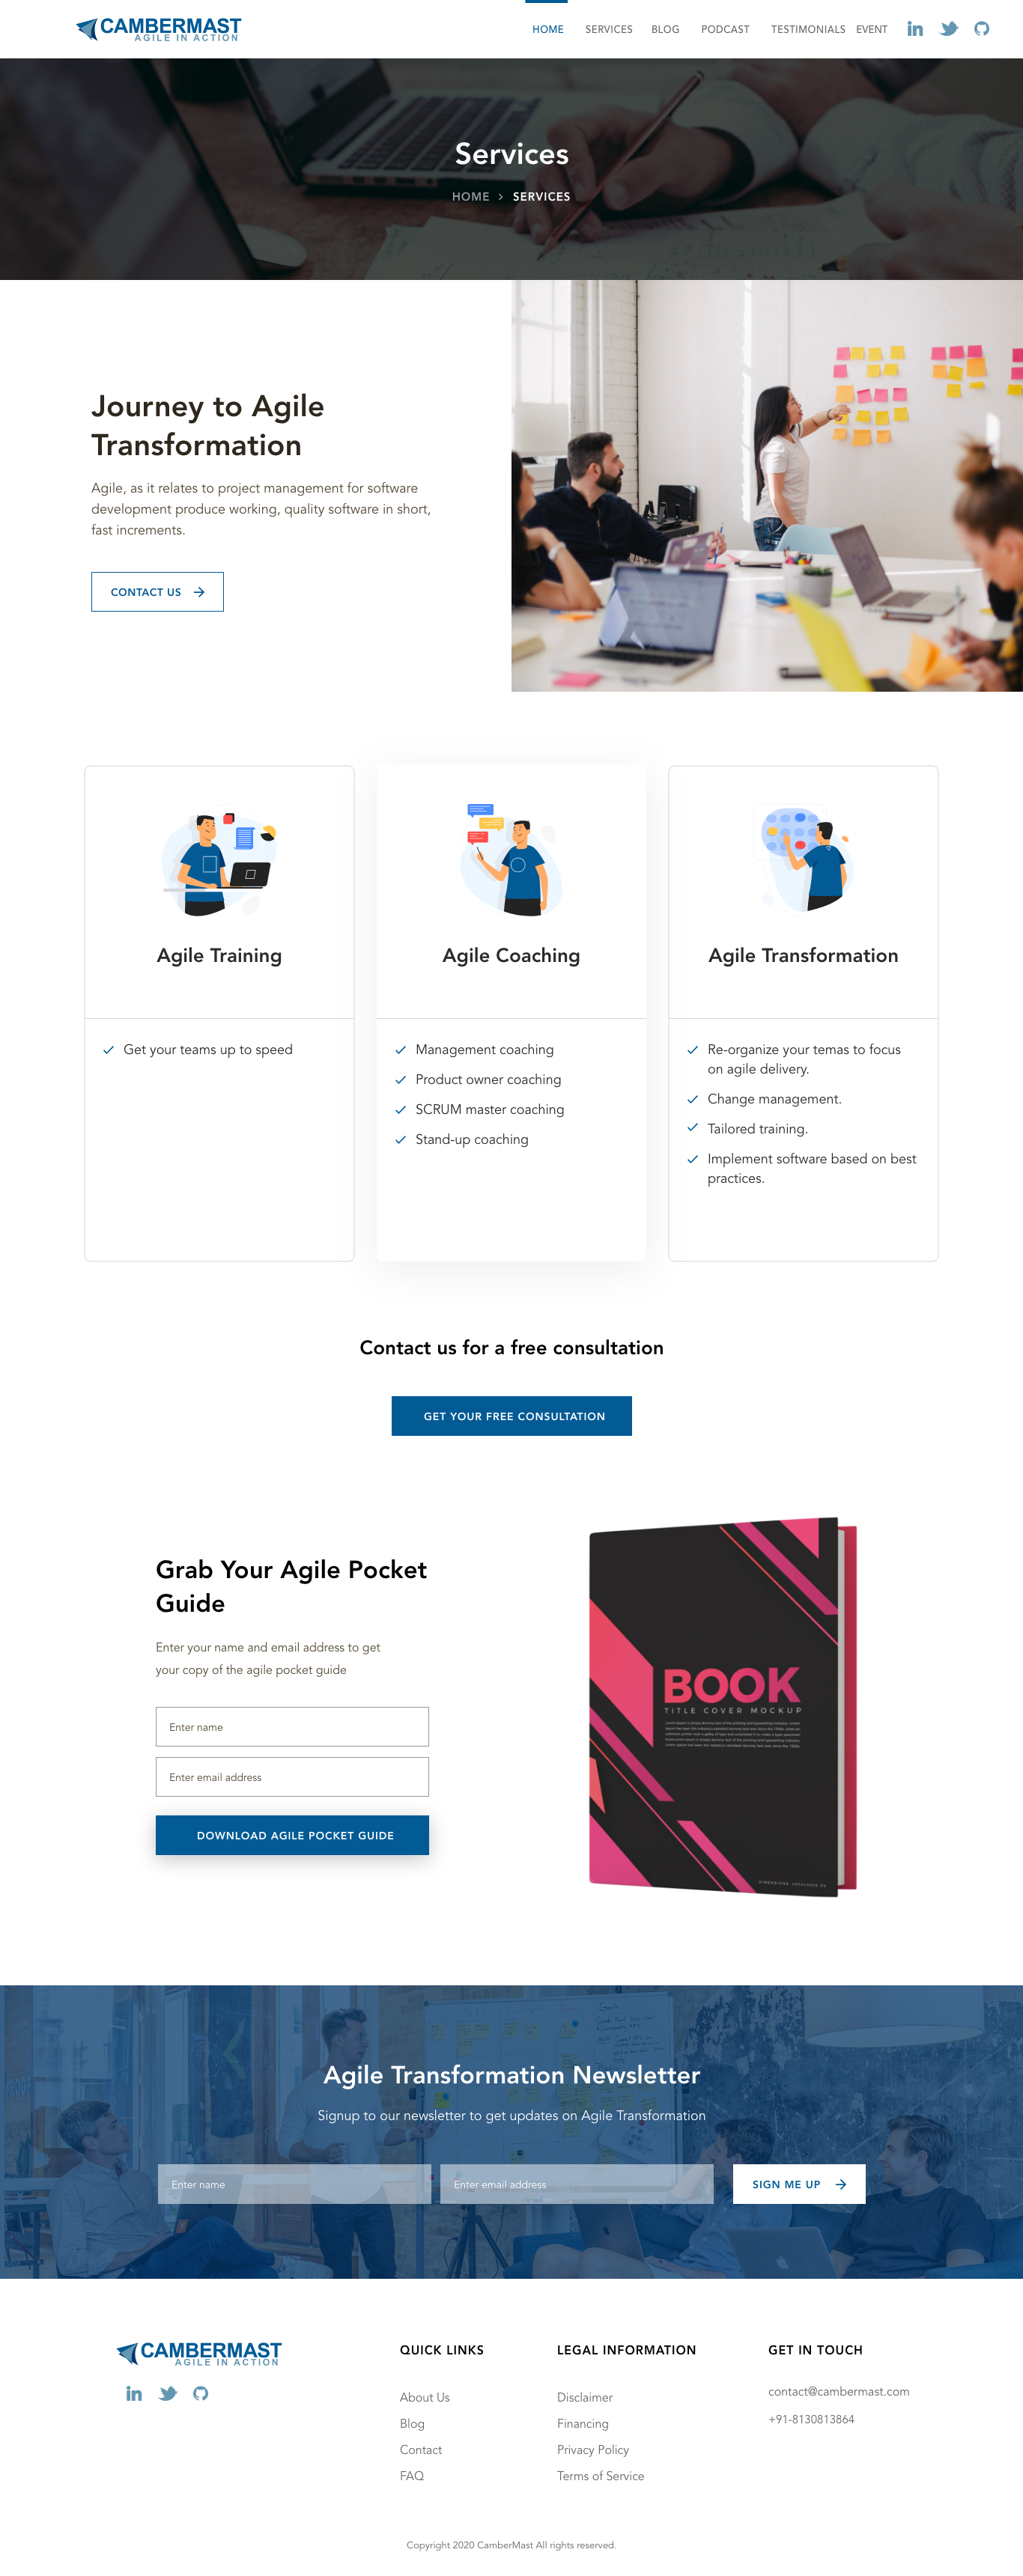 CAMBERMAST
AGILE IN ACTION
HOME SERVICES BLOG PODCAST TESTIMONIALS EVENT
Services
HOME > SERVICES
Journey to Agile
Transformation
Agile, as it relates to project management for software
development produce working, quality software in short,
fast increments.
CONTACT US
Agile Training
Get your teams up to speed
Agile Coaching
Management coaching
Product owner coaching
SCRUM master coaching
Stand-up coaching
Agile Transformation
Re-organize your temas to focus
on agile delivery.
Change management.
Tailored training.
Implement software based on best
practices.
Contact us for a free consultation
GET YOUR FREE CONSULTATION
Grab Your Agile Pocket
Guide
Enter your name and email address to get
your copy of the agile pocket guide
Enter name
Enter email address
DOWNLOAD AGILE POCKET GUIDE
BOOK
TITLE COVER MOCKUP
Agile Transformation Newsletter
Signup to our newsletter to get updates on Agile Transformation
Enter name
Enter email address
SIGN ME UP
CAMBERMAST
AGILE IN ACTION
QUICK LINKS
About Us
Blog
Contact
FAQ
LEGAL INFORMATION
Disclaimer
Financing
Privacy Policy
Terms of Service
GET IN TOUCH
contact@cambermast.com
+91-8130813864
Copyright 2020 CamberMast All rights reserved.